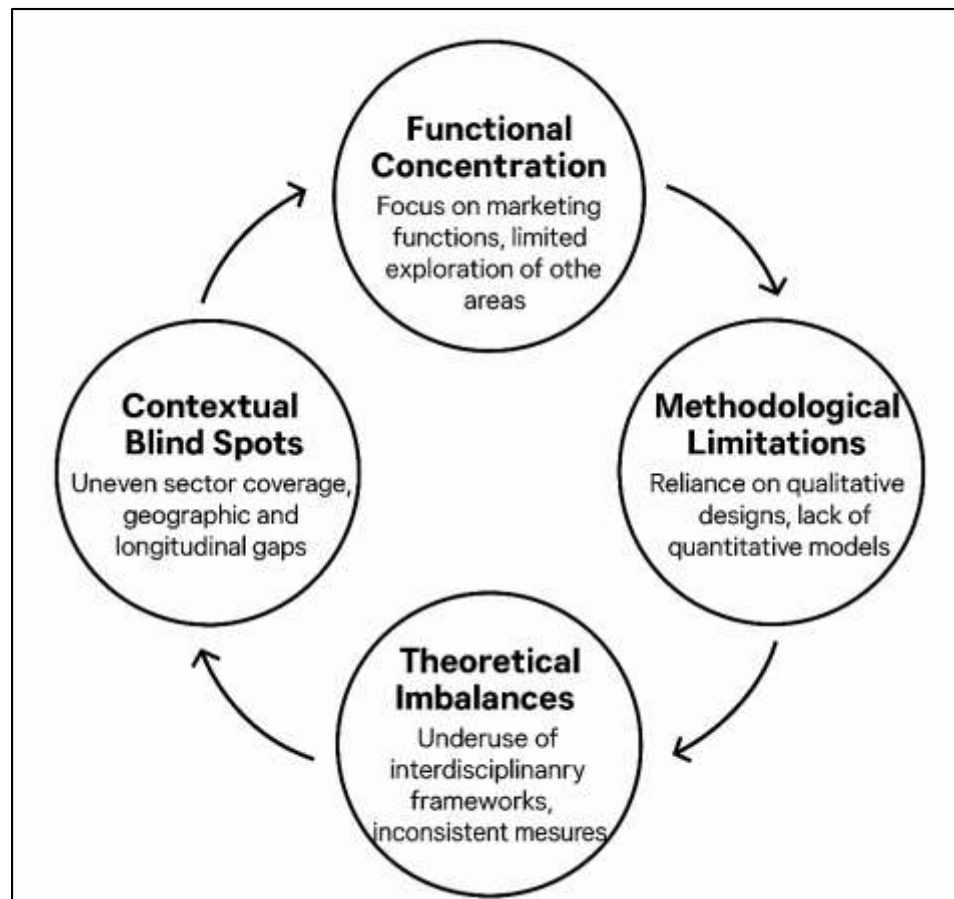 Functional
Concentration
Focus on marketing
functions, limited
exploration of othe
areas
Methodological
Limitations
Reliance on qualitative
designs, lack of
quantitative models
Theoretical
Imbalances
Underuse of
interdisciplinanry
frameworks,
inconsistent mesures
Contextual
Blind Spots
Uneven sector coverage,
geographic and
longitudinal gaps